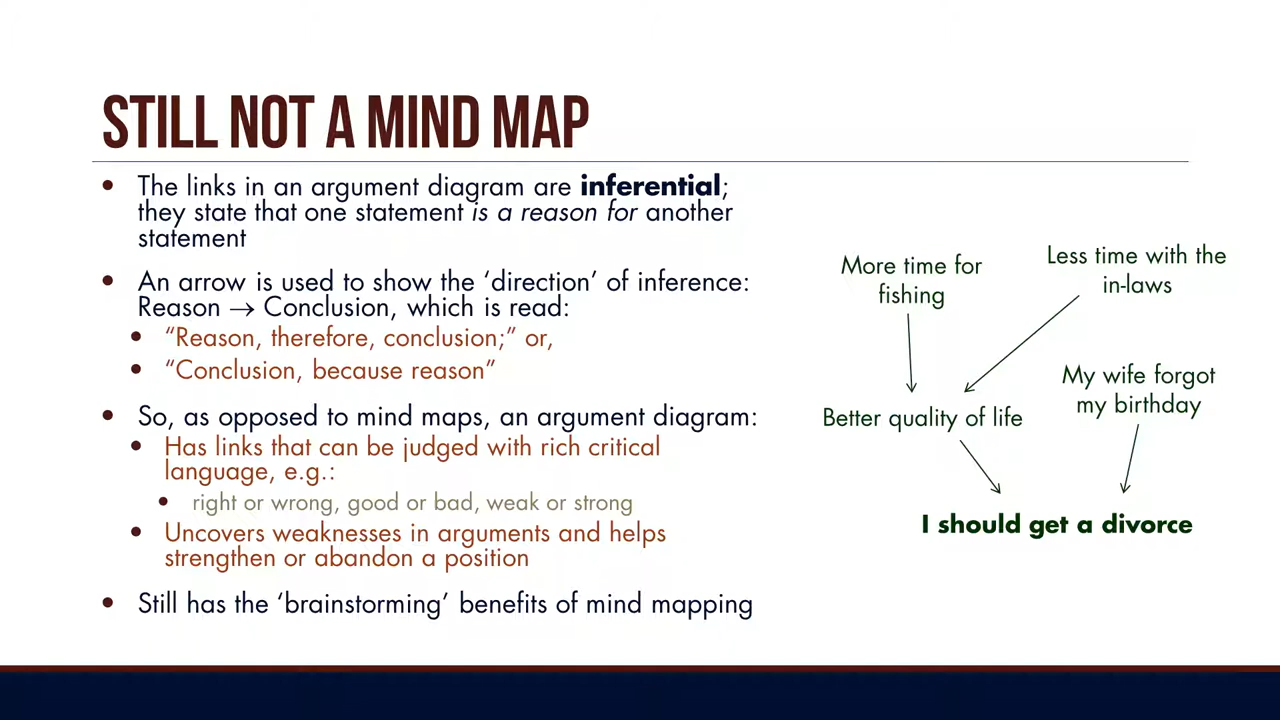 STILL NOT A MIND MAP
• The links in an argument diagram are inferential;
they state that one statement is a reason for another
statement
• An arrow is used to show the ‘direction’ of inference:
Reason → Conclusion, which is read:
• “Reason, therefore, conclusion;” or,
• “Conclusion, because reason”
• So, as opposed to mind maps, an argument diagram:
• Has links that can be judged with rich critical
language, e.g.:
• right or wrong, good or bad, weak or strong
• Uncovers weaknesses in arguments and helps
strengthen or abandon a position
• Still has the ‘brainstorming’ benefits of mind mapping
More time for
fishing
Less time with the
in-laws
My wife forgot
my birthday
Better quality of life
I should get a divorce